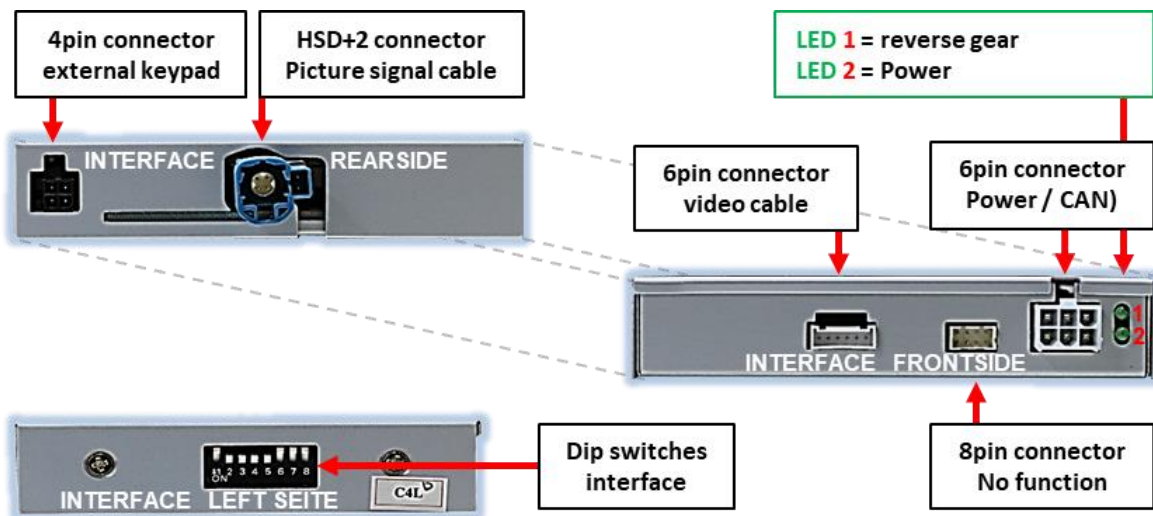 4pin connector
external keypad
HSD+2 connector
Picture signal cable
LED 1 = reverse gear
LED 2 = Power
INTERFACE REARSIDE
6pin connector
video cable
6pin connector
Power / CAN)
1
2
INTERFACE FRONTSIDE
Dip switches
interface
8pin connector
No function
1 2 3 4 5 6 7 8
ON
C4L
INTERFACE LEFT SEITE